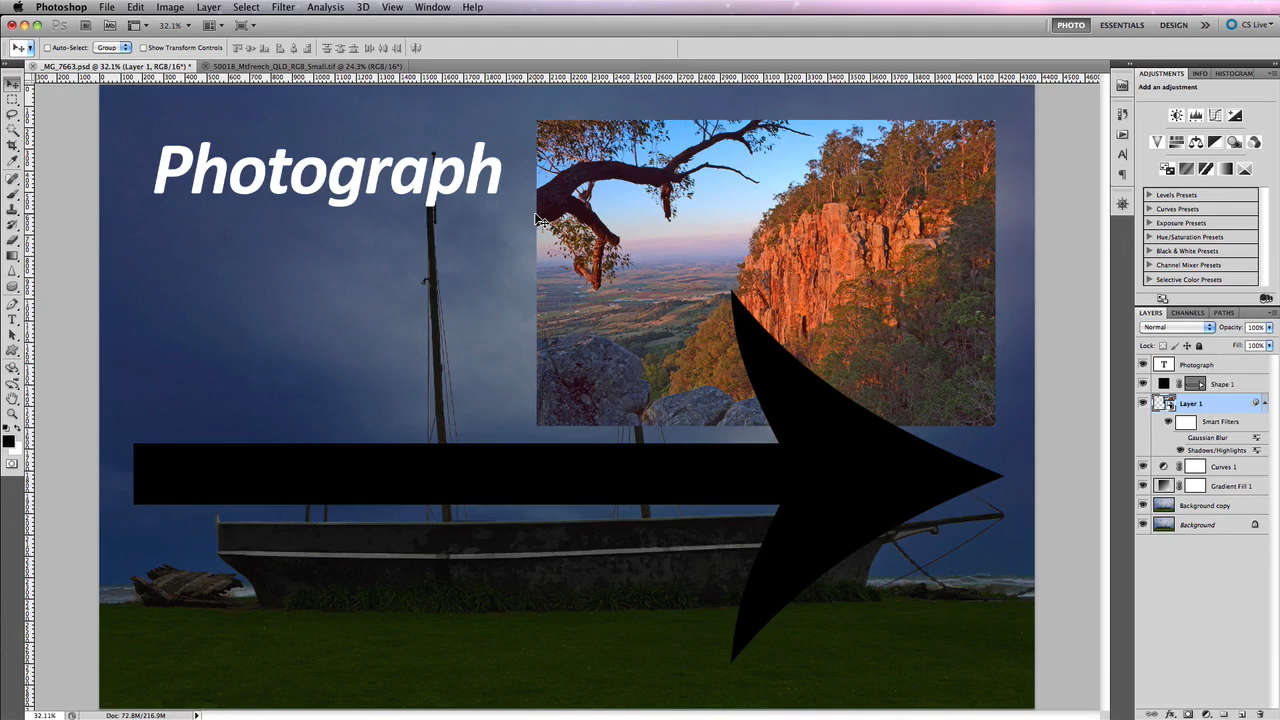 Photoshop File Edit Image Layer Select Filter Analysis 3D View Window Help
Ps Br Mb 32.1% PHOTO ESSENTIALS DESIGN CS Live
Auto-Select: Group Show Transform Controls
_MG_7663.psd @ 32.1% (Layer 1, RGB/16*) * 50018_Mtfrench_QLD_RGB_Small.tif @ 24.3% (RGB/16*)
ADJUSTMENTS INFO HISTOGRAM
Add an adjustment
Photograph
Levels Presets
Curves Presets
Exposure Presets
Hue/Saturation Presets
Black & White Presets
Channel Mixer Presets
Selective Color Presets
LAYERS CHANNELS PATHS
Normal Opacity: 100%
Lock: Fill: 100%
T Photograph
Shape 1
Layer 1
Smart Filters
Gaussian Blur
Shadows/Highlights
Curves 1
Gradient Fill 1
Background copy
Background
32.11% Doc: 72.8M/216.9M